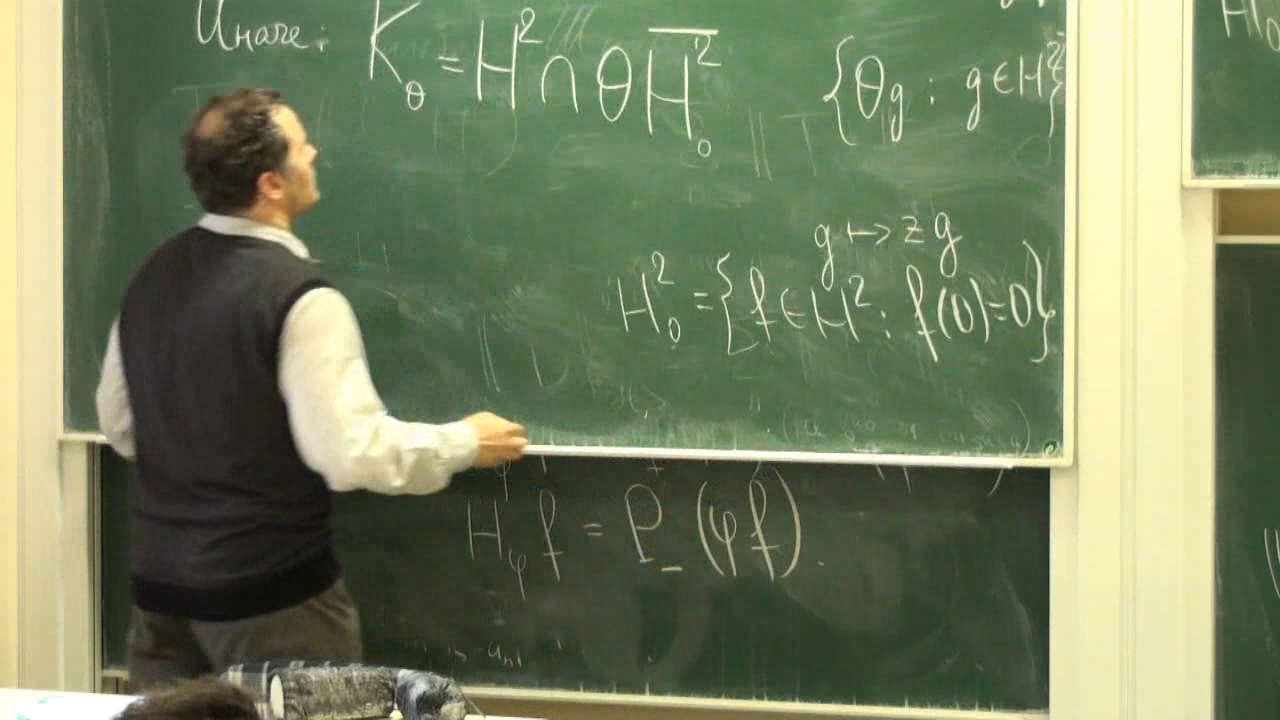 Иначе: K_θ = H² ∩ θ \overline{H²_0}
{θg : g ∈ H²}
g ↦ zg
H²_0 = {f ∈ H² : f(0)=0}
H_φ f = P_- (φf).
H